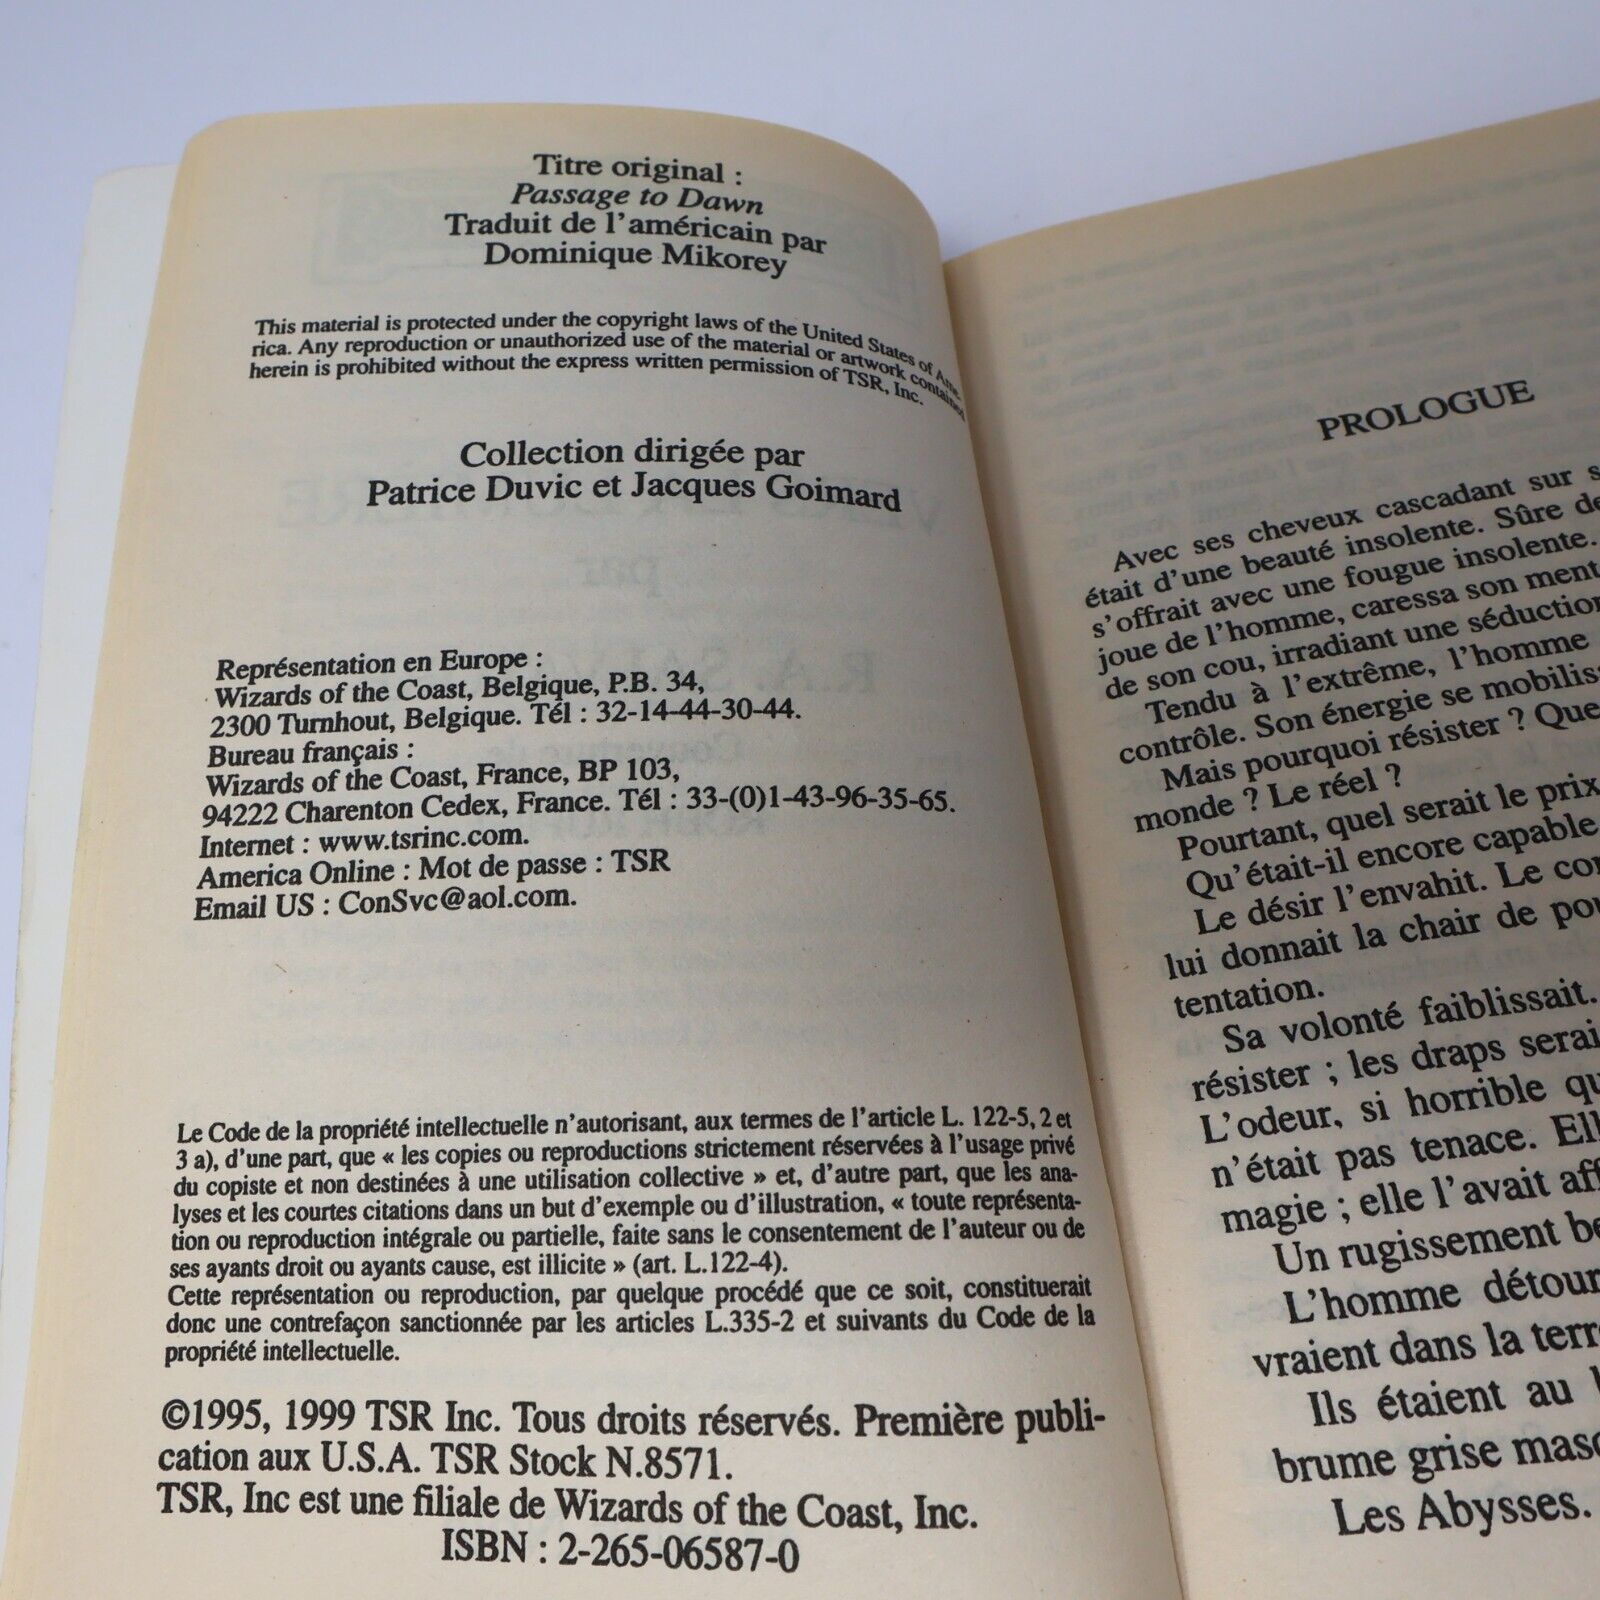 Titre original :
Passage to Dawn
Traduit de l'américain par
Dominique Mikorey
This material is protected under the copyright laws of the United States of Ame-
rica. Any reproduction or unauthorized use of the material or artwork contained
herein is prohibited without the express written permission of TSR, Inc.
Collection dirigée par
Patrice Duvic et Jacques Goimard
Représentation en Europe :
Wizards of the Coast, Belgique, P.B. 34,
2300 Turnhout, Belgique. Tél : 32-14-44-30-44.
Bureau français :
Wizards of the Coast, France, BP 103,
94222 Charenton Cedex, France. Tél : 33-(0)1-43-96-35-65.
Internet : www.tsrinc.com.
America Online : Mot de passe : TSR
Email US : ConSvc@aol.com.
Le Code de la propriété intellectuelle n'autorisant, aux termes de l'article L. 122-5, 2 et
3 a), d'une part, que « les copies ou reproductions strictement réservées à l'usage privé
du copiste et non destinées à une utilisation collective » et, d'autre part, que les ana-
lyses et les courtes citations dans un but d'exemple ou d'illustration, « toute représenta-
tion ou reproduction intégrale ou partielle, faite sans le consentement de l'auteur ou de
ses ayants droit ou ayants cause, est illicite » (art. L.122-4).
Cette représentation ou reproduction, par quelque procédé que ce soit, constituerait
donc une contrefaçon sanctionnée par les articles L.335-2 et suivants du Code de la
propriété intellectuelle.
©1995, 1999 TSR Inc. Tous droits réservés. Première publi-
cation aux U.S.A. TSR Stock N.8571.
TSR, Inc est une filiale de Wizards of the Coast, Inc.
ISBN : 2-265-06587-0
PROLOGUE
Avec ses cheveux cascadant sur
était d'une beauté insolente. Sûre de
s'offrait avec une fougue insolente.
joue de l'homme, caressa son
de son cou, irradiant une séduction
Tendu à l'extrême, l'homme
contrôle. Son énergie se
Mais pourquoi résister ? Que
monde ? Le réel ?
Pourtant, quel serait le prix
Qu'était-il encore capable
Le désir l'envahit. Le
lui donnait la chair de
tentation.
Sa volonté faiblissait.
résister ; les draps
L'odeur, si horrible
n'était pas tenace.
magie ; elle l'avait
Un rugissement
L'homme
vraient dans la
Ils étaient au
brume grise
Les Abysses.